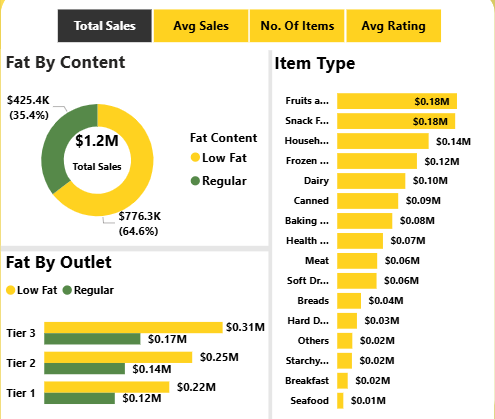 Total Sales
Avg Sales
No. Of Items
Avg Rating
Fat By Content
$425.4K
(35.4%)
$1.2M
Total Sales
$776.3K
(64.6%)
Fat Content
Low Fat
Regular
Fat By Outlet
Low Fat Regular
Tier 3 $0.31M
$0.17M
Tier 2 $0.25M
$0.14M
Tier 1 $0.22M
$0.12M
Item Type
Fruits a... $0.18M
Snack F... $0.18M
Househ... $0.14M
Frozen ... $0.12M
Dairy $0.10M
Canned $0.09M
Baking ... $0.08M
Health ... $0.07M
Meat $0.06M
Soft Dr... $0.06M
Breads $0.04M
Hard D... $0.03M
Others $0.02M
Starchy... $0.02M
Breakfast $0.02M
Seafood $0.01M